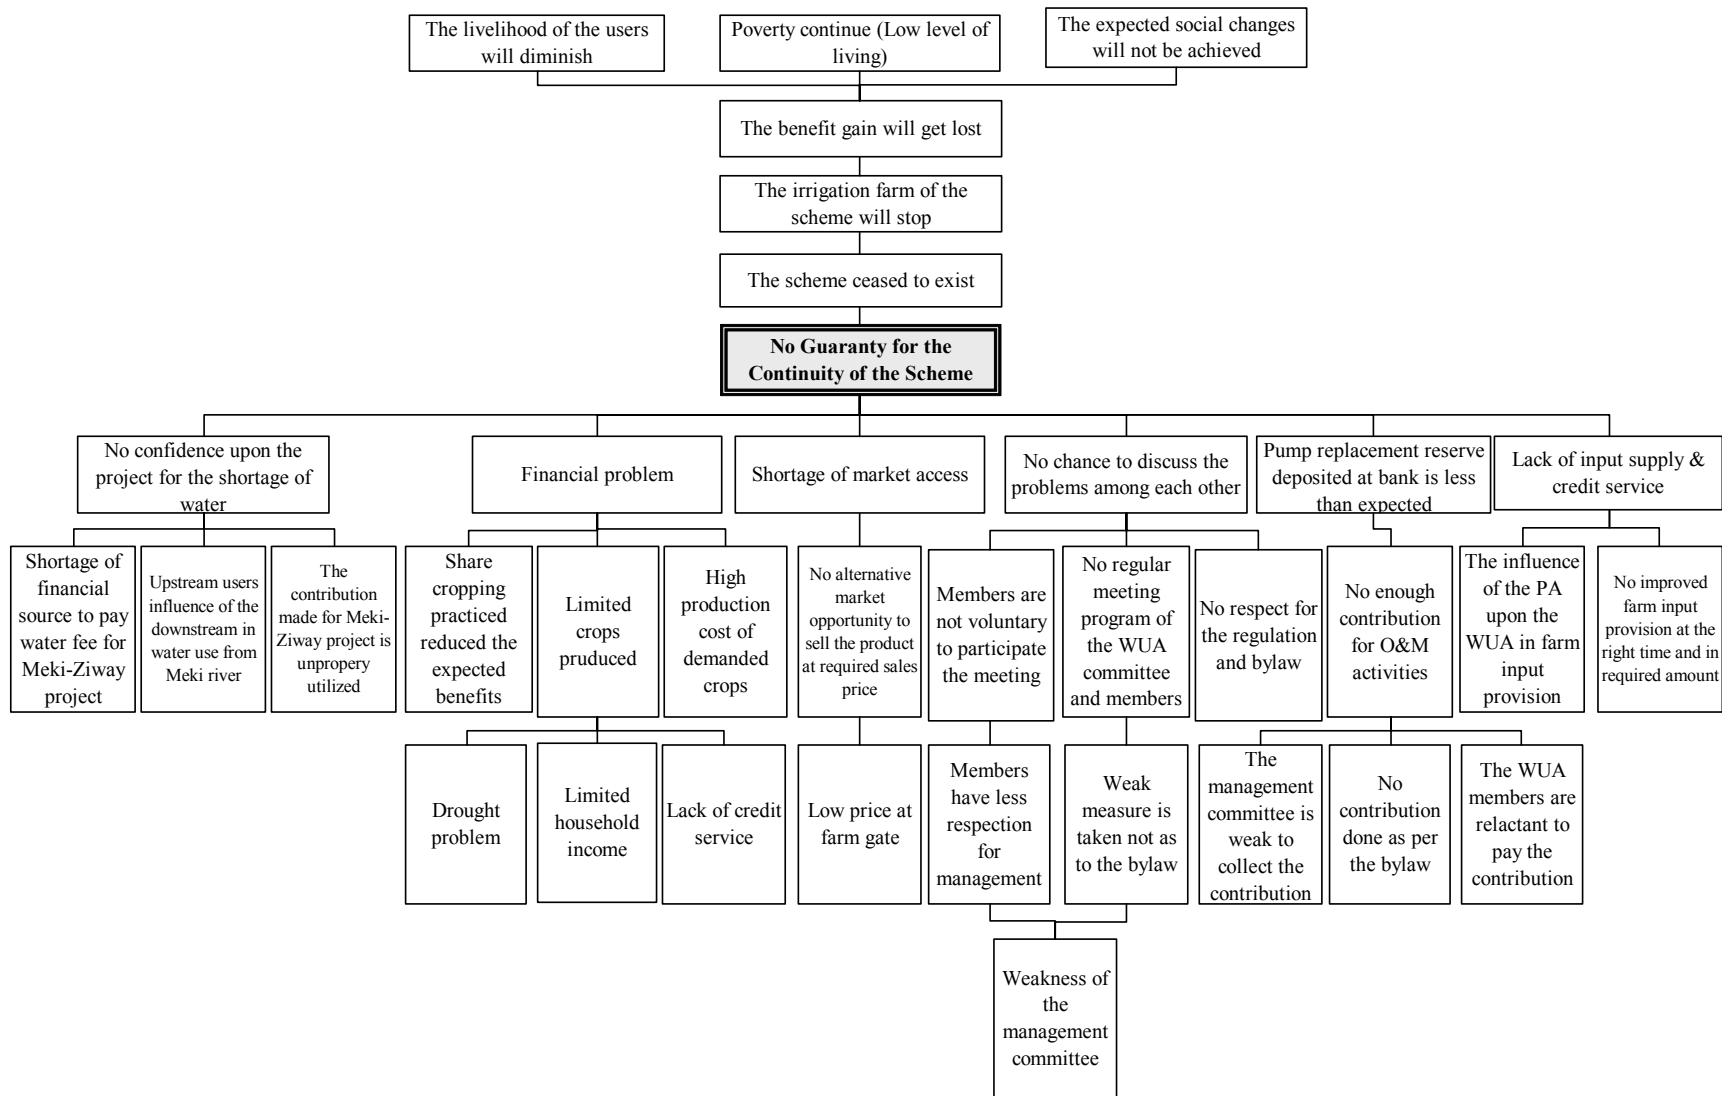 The livelihood of the users
will diminish
Poverty continue (Low level of
living)
The expected social changes
will not be achieved
The benefit gain will get lost
The irrigation farm of the
scheme will stop
The scheme ceased to exist
No Guaranty for the
Continuity of the Scheme
No confidence upon the
project for the shortage of
water
Financial problem
Shortage of market access
No chance to discuss the
problems among each other
Pump replacement reserve
deposited at bank is less
than expected
Lack of input supply &
credit service
Shortage of
financial
source to pay
water fee for
Meki-Ziway
project
Upstream users
influence of the
downstream in
water use from
Meki river
The
contribution
made for Meki-
Ziway project is
unpropery
utilized
Share
cropping
practiced
reduced the
expected
benefits
Limited
crops
pruduced
High
production
cost of
demanded
crops
No alternative
market
opportunity to
sell the product
at required sales
price
Members are
not voluntary
to participate
the meeting
No regular
meeting
program of
the WUA
committee
and members
No respect for
the regulation
and bylaw
No enough
contribution
for O&M
activities
The influence
of the PA
upon the
WUA in farm
input
provision
No improved
farm input
provision at the
right time and in
required amount
Drought
problem
Limited
household
income
Lack of credit
service
Low price at
farm gate
Members
have less
respection
for
management
Weak
measure is
taken not as
to the bylaw
The
management
committee is
weak to
collect the
contribution
No
contribution
done as per
the bylaw
The WUA
members are
relactant to
pay the
contribution
Weakness of
the
management
committee